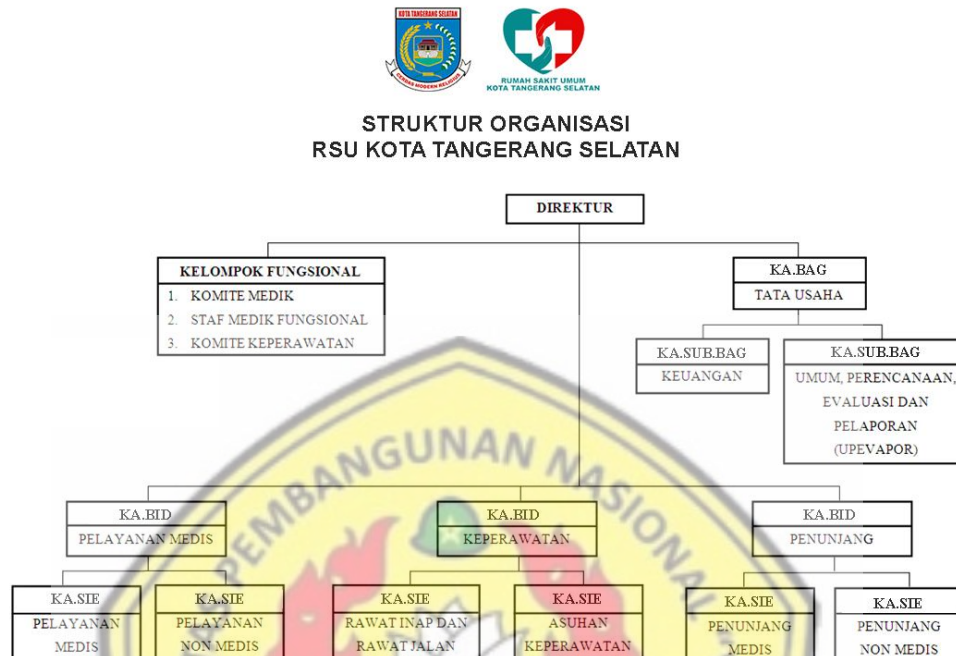 KOTA TANGERANG SELATAN
CERDAS MODERN RELIGIUS
RUMAH SAKIT UMUM
KOTA TANGERANG SELATAN
STRUKTUR ORGANISASI
RSU KOTA TANGERANG SELATAN
DIREKTUR
KELOMPOK FUNGSIONAL
1. KOMITE MEDIK
2. STAF MEDIK FUNGSIONAL
3. KOMITE KEPERAWATAN
KA.BAG
TATA USAHA
KA.SUB.BAG
KEUANGAN
KA.SUB.BAG
UMUM, PERENCANAAN,
EVALUASI DAN
PELAPORAN
(UPEVAPOR)
PEMBANGUNAN NASIONAL
KA.BID
PELAYANAN MEDIS
KA.BID
KEPERAWATAN
KA.BID
PENUNJANG
KA.SIE
PELAYANAN
MEDIS
KA.SIE
PELAYANAN
NON MEDIS
KA.SIE
RAWAT INAP DAN
RAWAT JALAN
KA.SIE
ASUHAN
KEPERAWATAN
KA.SIE
PENUNJANG
MEDIS
KA.SIE
PENUNJANG
NON MEDIS